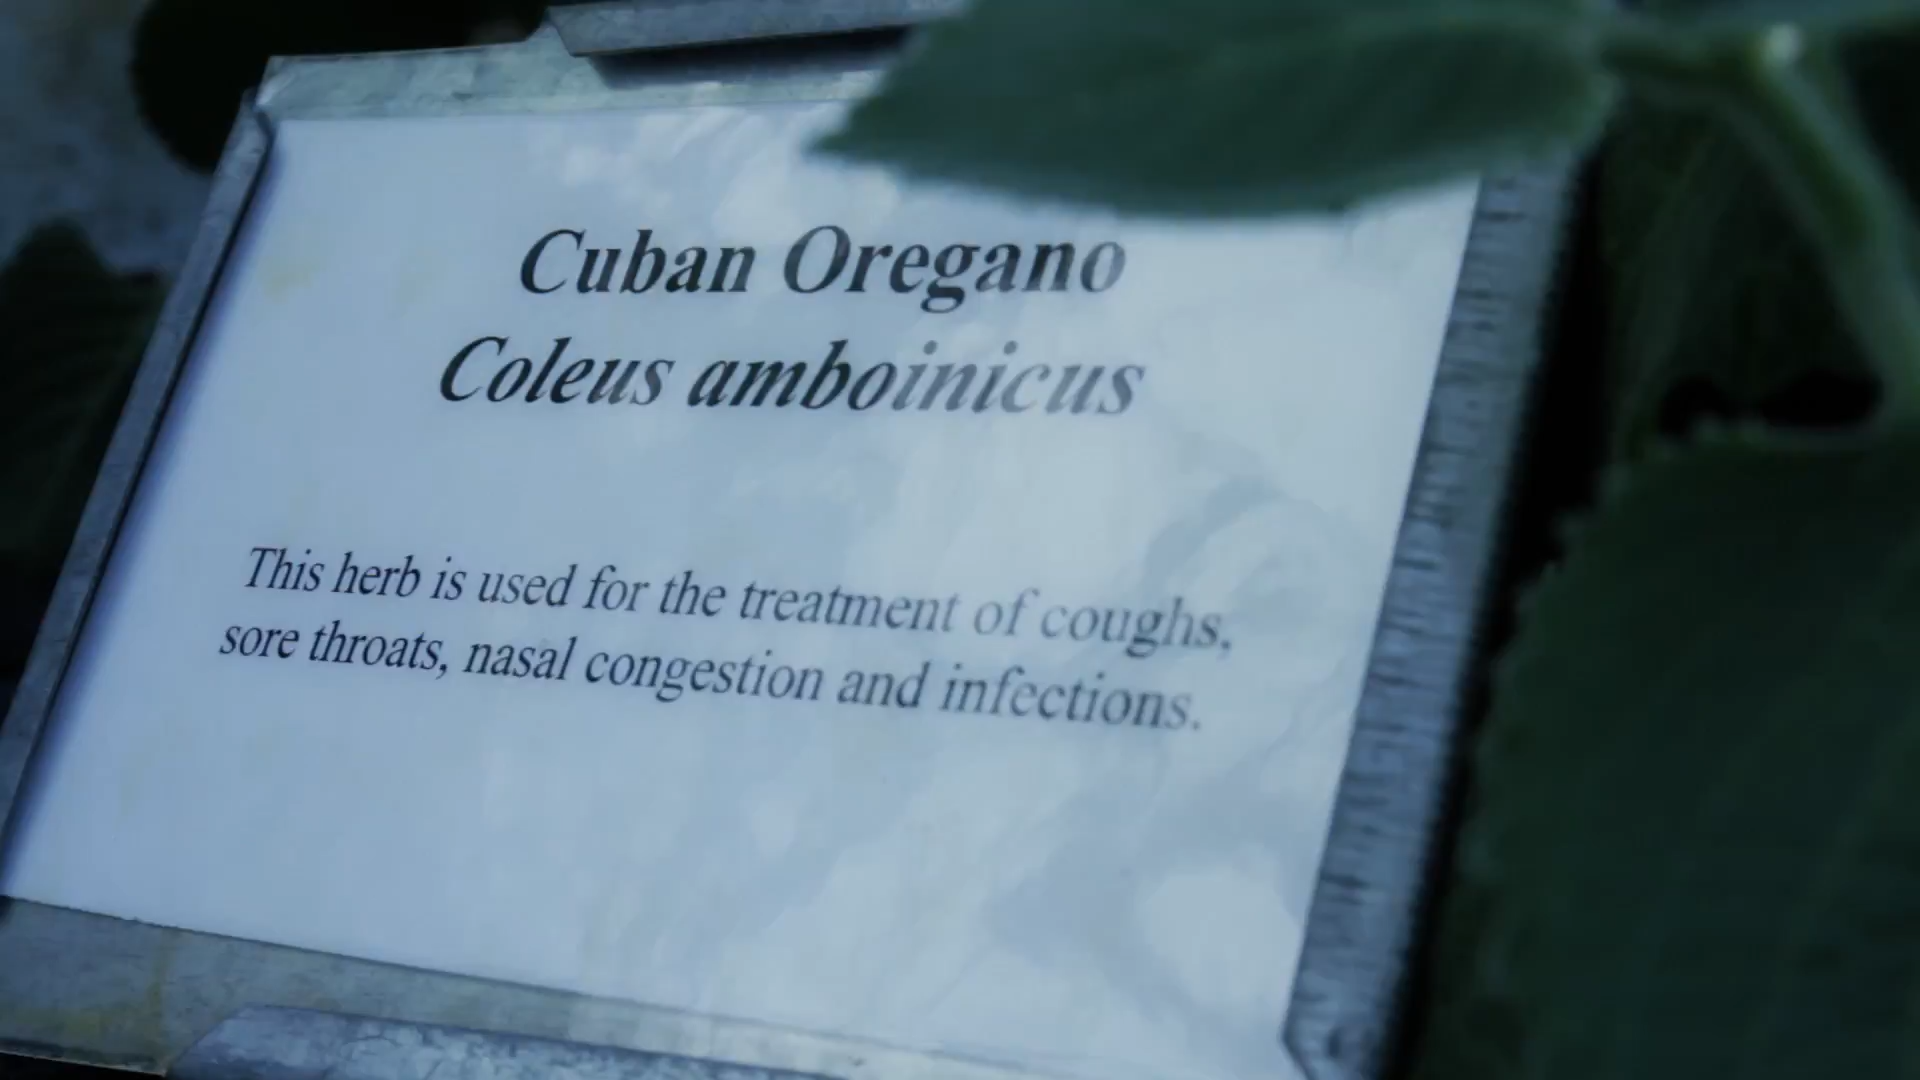 Cuban Oregano
Coleus amboinicus
This herb is used for the treatment of coughs,
sore throats, nasal congestion and infections.